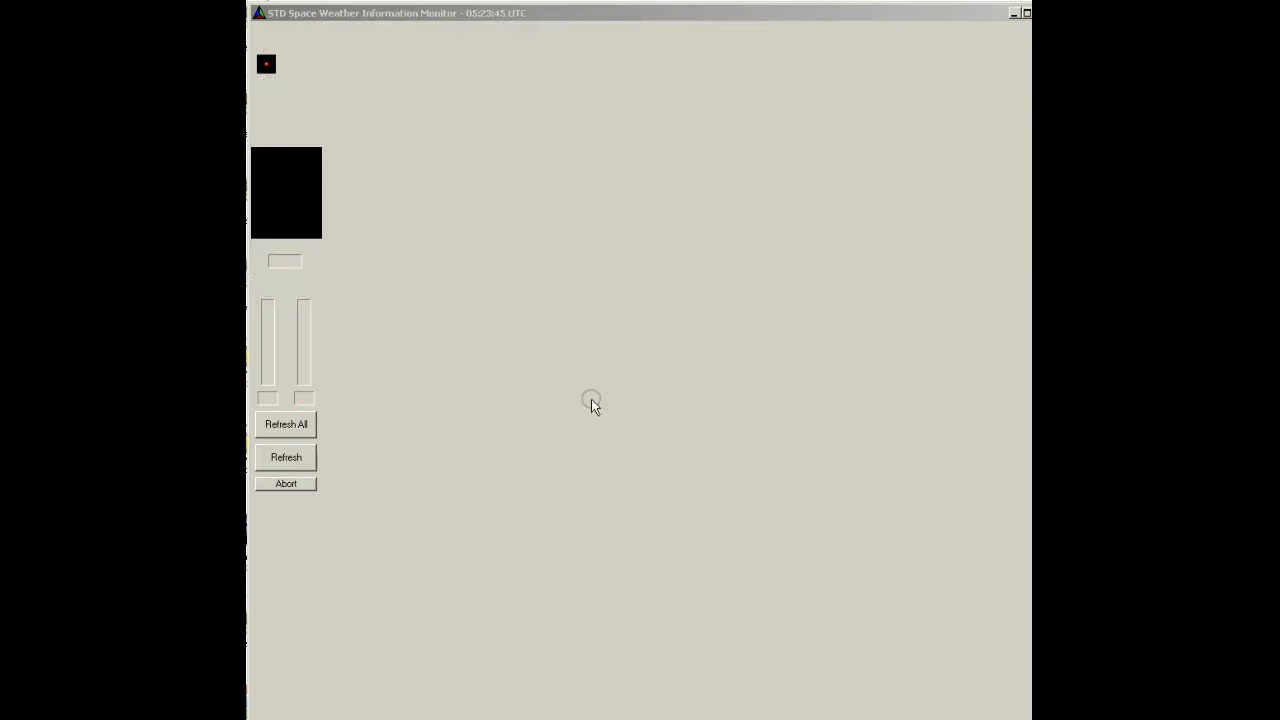 STD Space Weather Information Monitor - 05:23:45 UTC
Refresh All
Refresh
Abort